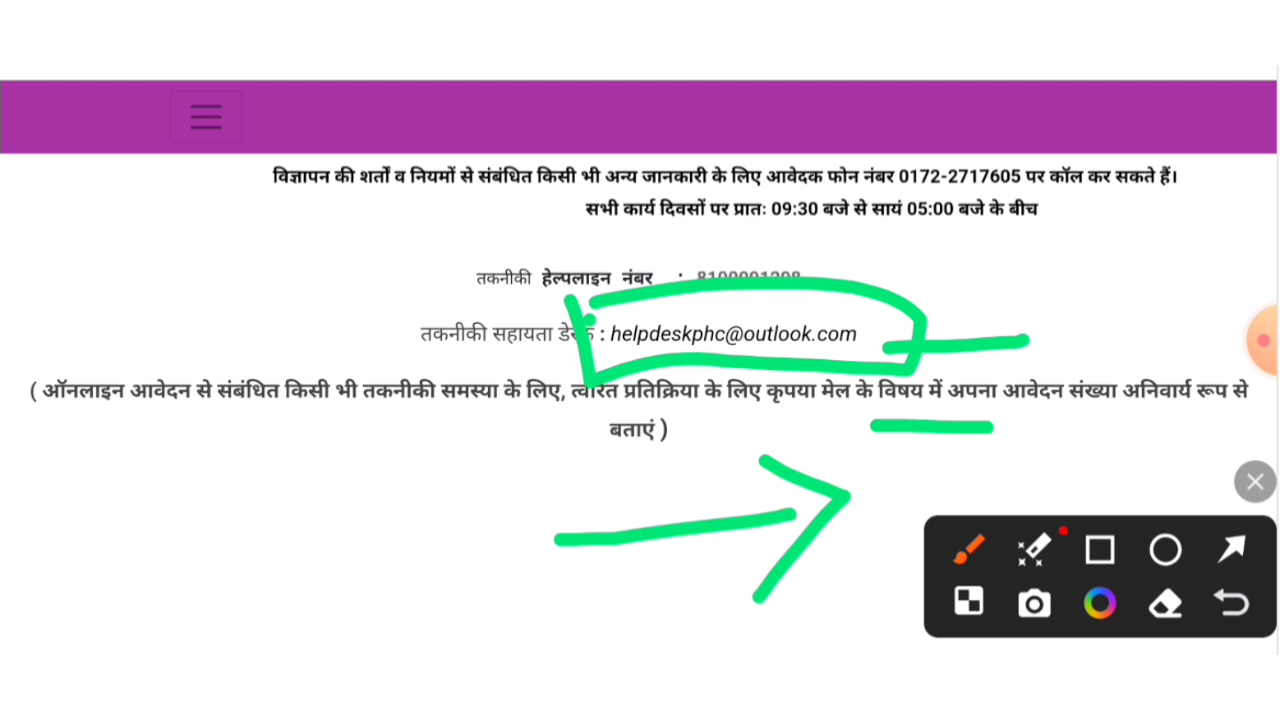 विज्ञापन की शर्तों व नियमों से संबंधित किसी भी अन्य जानकारी के लिए आवेदक फोन नंबर 0172-2717605 पर कॉल कर सकते हैं।
सभी कार्य दिवसों पर प्रातः 09:30 बजे से सायं 05:00 बजे के बीच
तकनीकी हेल्पलाइन नंबर :
तकनीकी सहायता डेस्क : helpdeskphc@outlook.com
( ऑनलाइन आवेदन से संबंधित किसी भी तकनीकी समस्या के लिए, त्वरित प्रतिक्रिया के लिए कृपया मेल के विषय में अपना आवेदन संख्या अनिवार्य रूप से
बताएं )